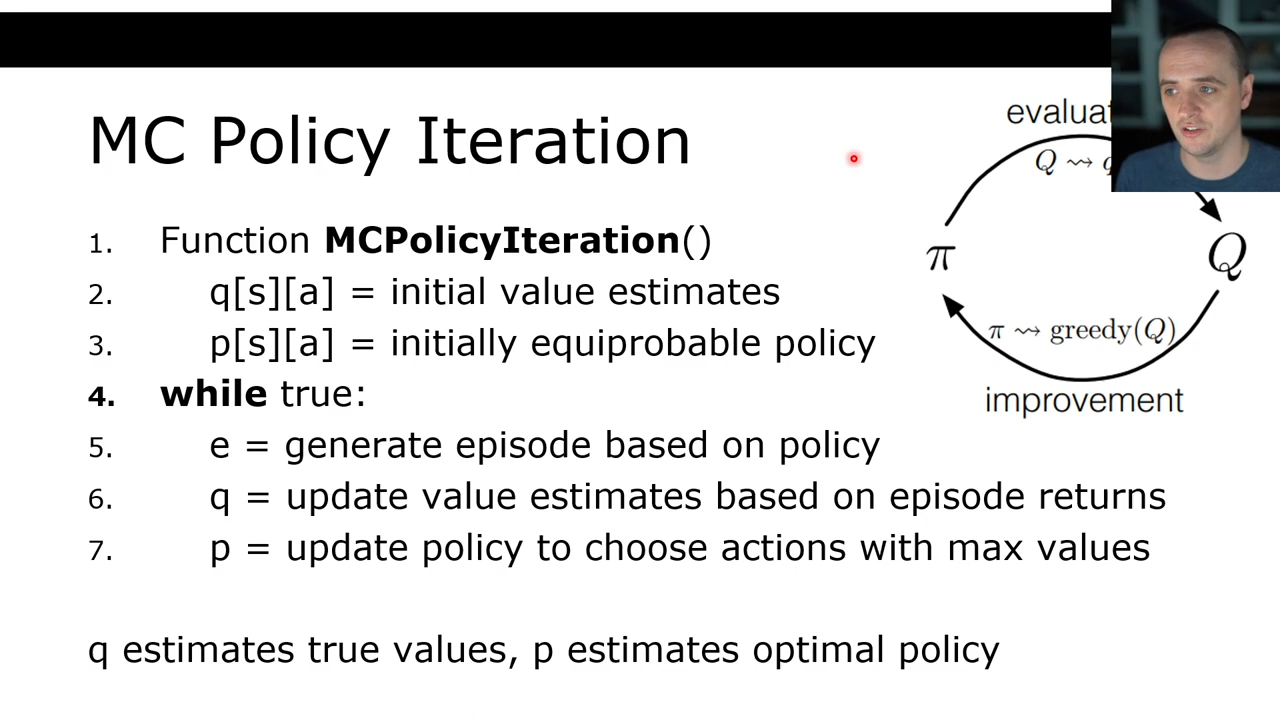 MC Policy Iteration
1. Function MCPolicyIteration()
2. q[s][a] = initial value estimates
3. p[s][a] = initially equiprobable policy
4. while true:
5. e = generate episode based on policy
6. q = update value estimates based on episode returns
7. p = update policy to choose actions with max values
q estimates true values, p estimates optimal policy
Q ⇝
π
Q
π ⇝ greedy(Q)
improvement